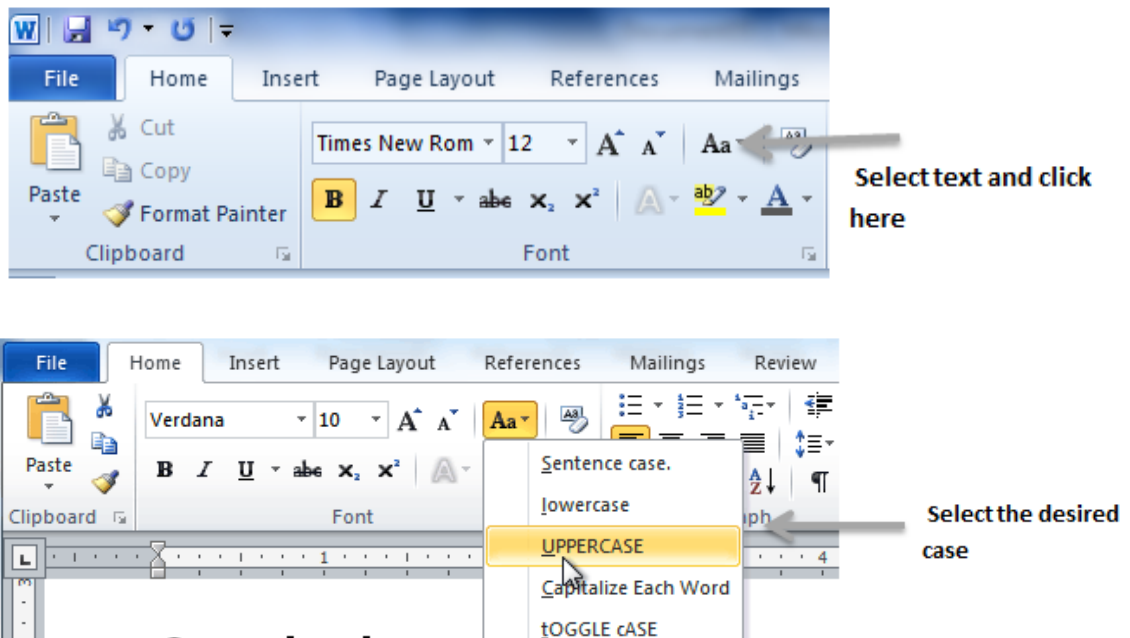 File Home Insert Page Layout References Mailings
Cut
Times New Rom 12 A A Aa
Copy
Select text and click
Paste
B I U abc x₂ x² A ab A
here
Format Painter
Clipboard Font
File Home Insert Page Layout References Mailings Review
Verdana 10 A A Aa
Sentence case.
Paste B I U abc x₂ x² A
lowercase
Clipboard Font
Select the desired
UPPERCASE
case
L 1 4
Capitalize Each Word
tOGGLE cASE